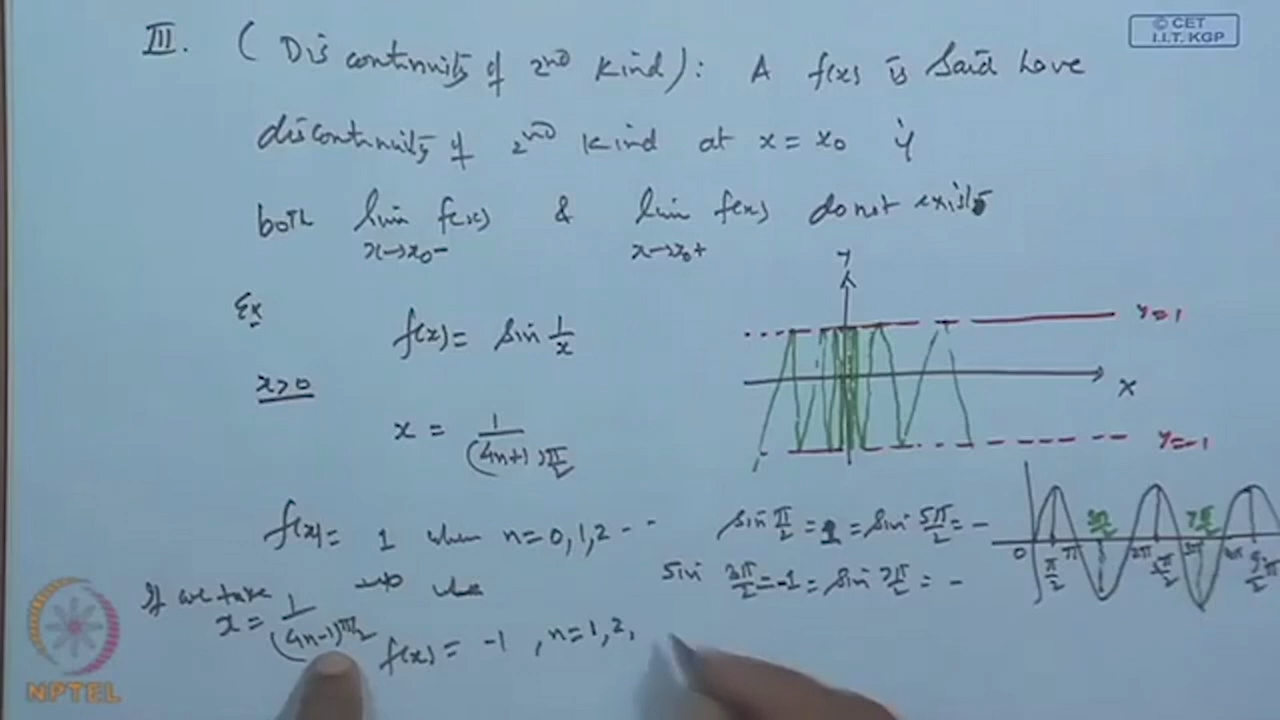 © CET
I.I.T. KGP
III. (Discontinuity of 2nd kind): A f(x) is said have
discontinuity of 2nd kind at x = x0 if
both lim f(x) & lim f(x) do not exists
x→x0- x→x0+
Ex f(x) = sin 1/x
x>0
x = 1/(4n+1)π/2
Y
y=1
X
y=-1
f(x) = 1 when n=0,1,2 --
sin π/2 = 1 = sin 5π/2 = -
sin 3π/2 = -1 = sin 7π/2 = -
0 π/2 π 3π/2 2π 5π/2 3π 7π/2 4π 9π/2
If we take
x = 1/(4n-1)π/2 f(x) = -1, n=1,2,
NPTEL